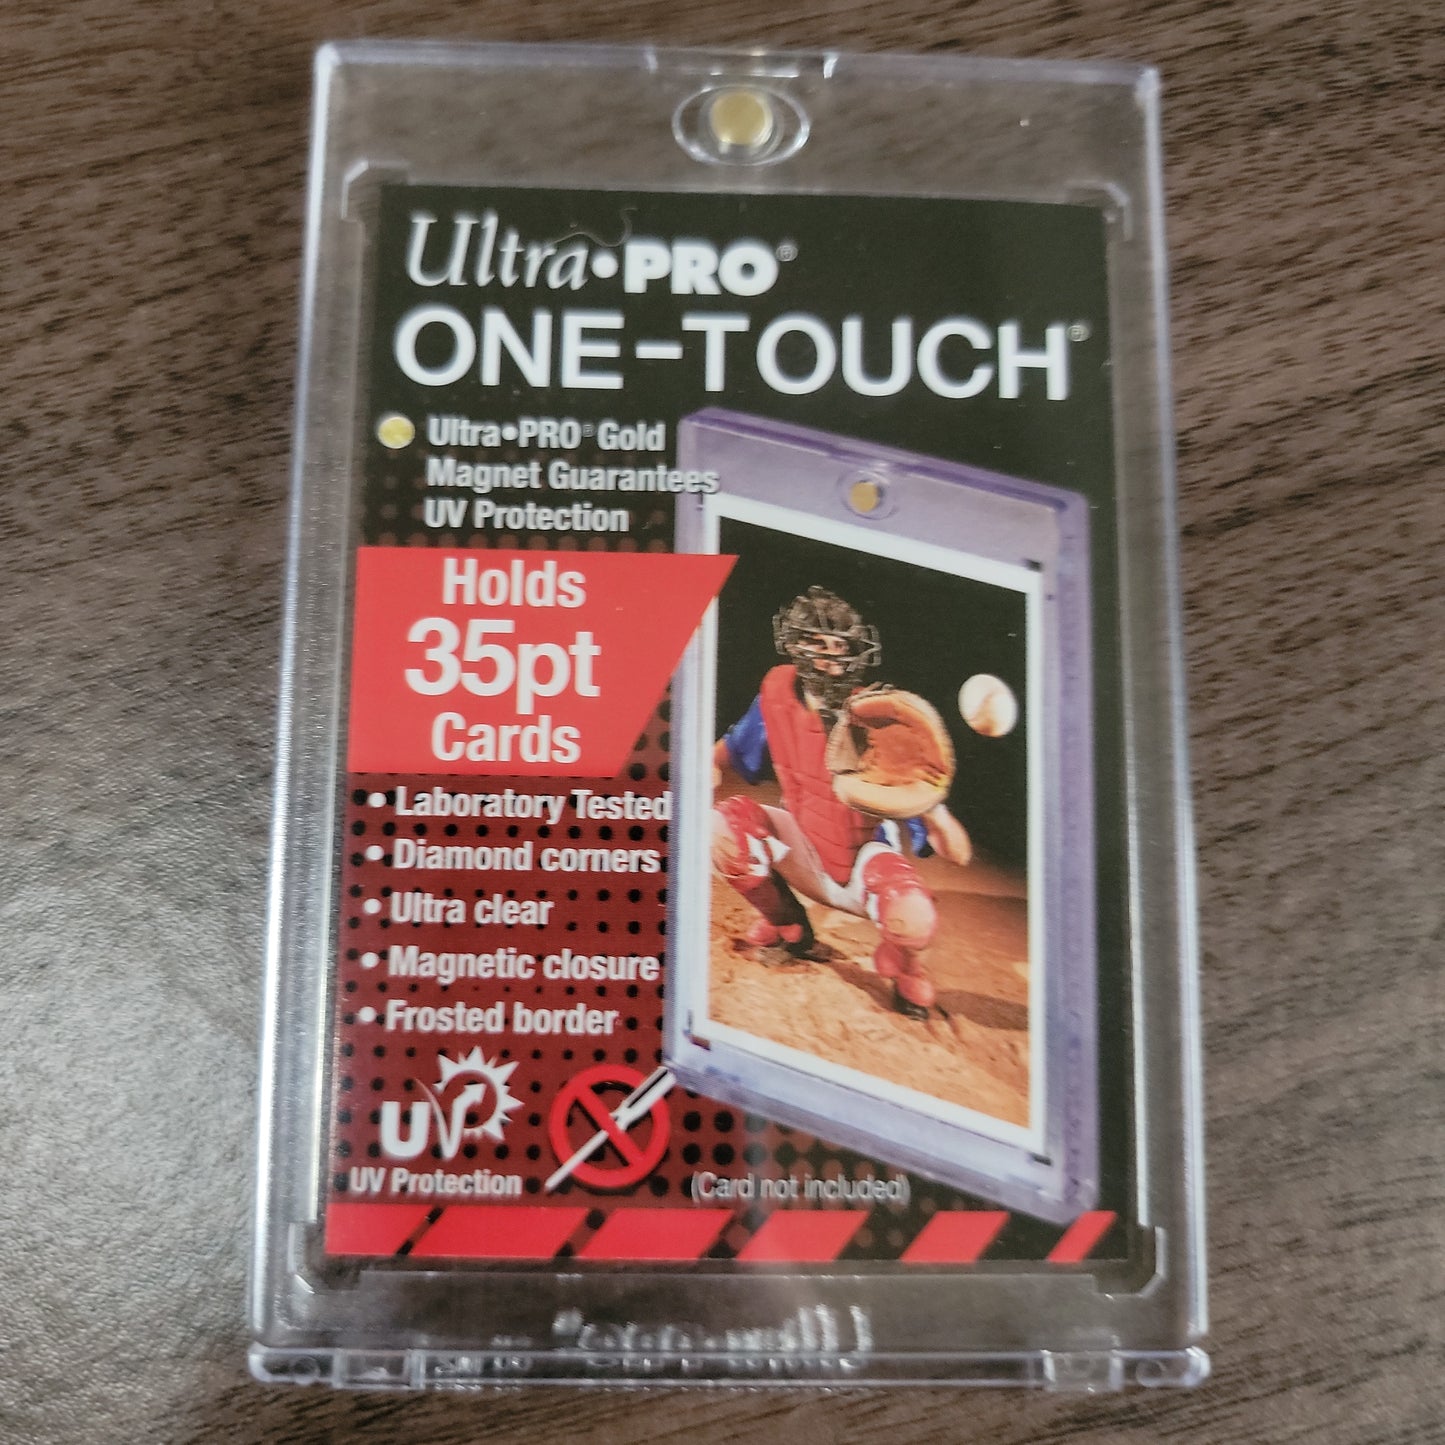 Ultra•PRO®
ONE-TOUCH®
Ultra•PRO® Gold
Magnet Guarantees
UV Protection
Holds
35pt
Cards
• Laboratory Tested
• Diamond corners
• Ultra clear
• Magnetic closure
• Frosted border
UV
UV Protection
(Card not included)